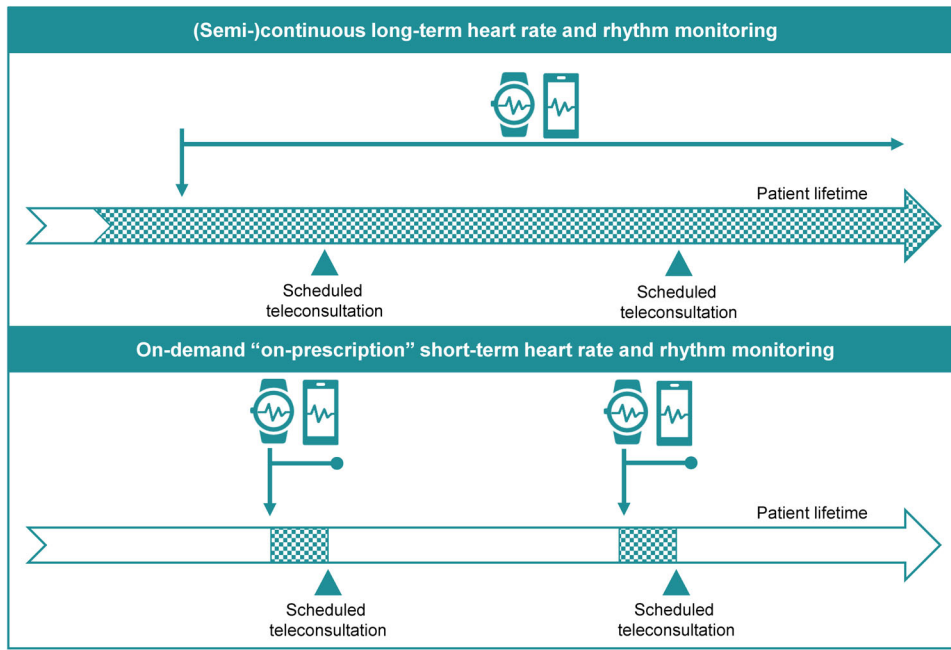 (Semi-)continuous long-term heart rate and rhythm monitoring
Patient lifetime
Scheduled
teleconsultation
Scheduled
teleconsultation
On-demand “on-prescription” short-term heart rate and rhythm monitoring
Patient lifetime
Scheduled
teleconsultation
Scheduled
teleconsultation